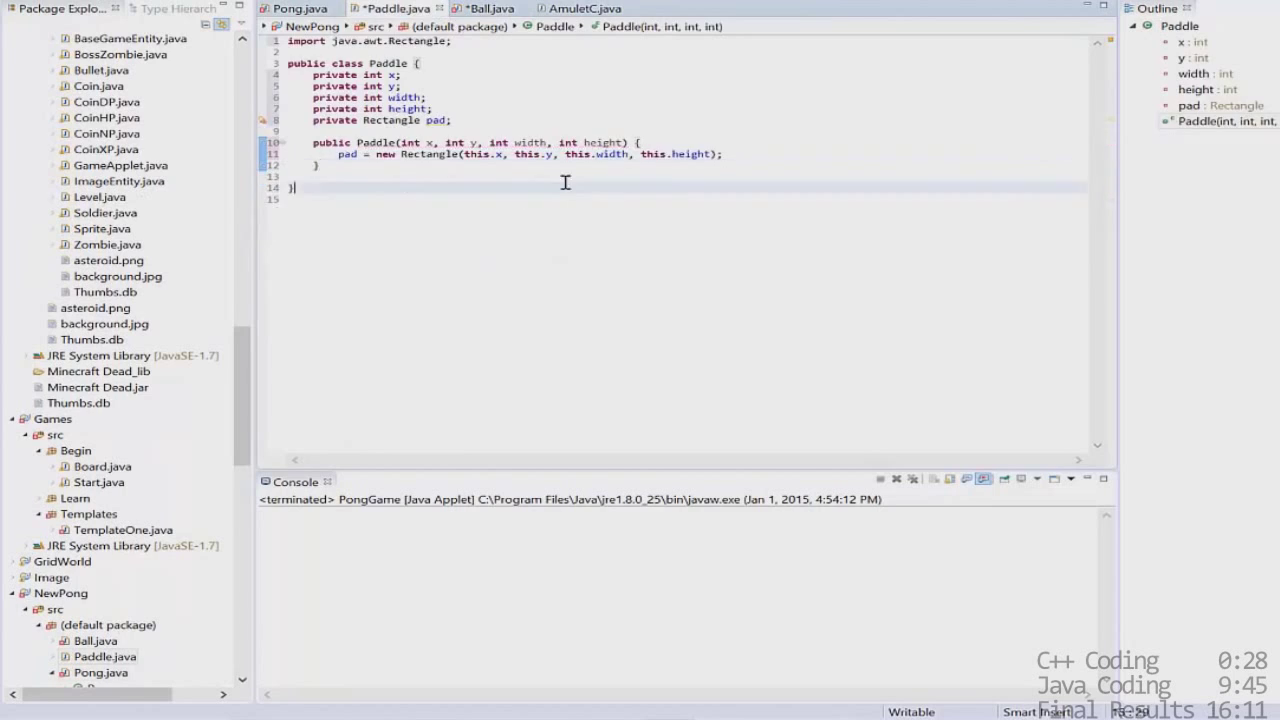 Package Explo...
Type Hierarch
BaseGameEntity.java
BossZombie.java
Bullet.java
Coin.java
CoinDP.java
CoinHP.java
CoinNP.java
CoinXP.java
GameApplet.java
ImageEntity.java
Level.java
Soldier.java
Sprite.java
Zombie.java
asteroid.png
background.jpg
Thumbs.db
asteroid.png
background.jpg
Thumbs.db
JRE System Library [JavaSE-1.7]
Minecraft Dead_lib
Minecraft Dead.jar
Thumbs.db
Games
src
Begin
Board.java
Start.java
Learn
Templates
TemplateOne.java
JRE System Library [JavaSE-1.7]
GridWorld
Image
NewPong
src
(default package)
Ball.java
Paddle.java
Pong.java
Pong.java *Paddle.java *Ball.java AmuletC.java
NewPong src (default package) Paddle Paddle(int, int, int, int)
1 import java.awt.Rectangle;
2
3 public class Paddle {
4 private int x;
5 private int y;
6 private int width;
7 private int height;
8 private Rectangle pad;
9
10 public Paddle(int x, int y, int width, int height) {
11 pad = new Rectangle(this.x, this.y, this.width, this.height);
12 }
13
14 }
15
Console
<terminated> PongGame [Java Applet] C:\Program Files\Java\jre1.8.0_25\bin\javaw.exe (Jan 1, 2015, 4:54:12 PM)
Outline
Paddle
x : int
y : int
width : int
height : int
pad : Rectangle
Paddle(int, int, int,
C++ Coding 0:28
Java Coding 9:45
Final Results 16:11
Writable
Smart Insert